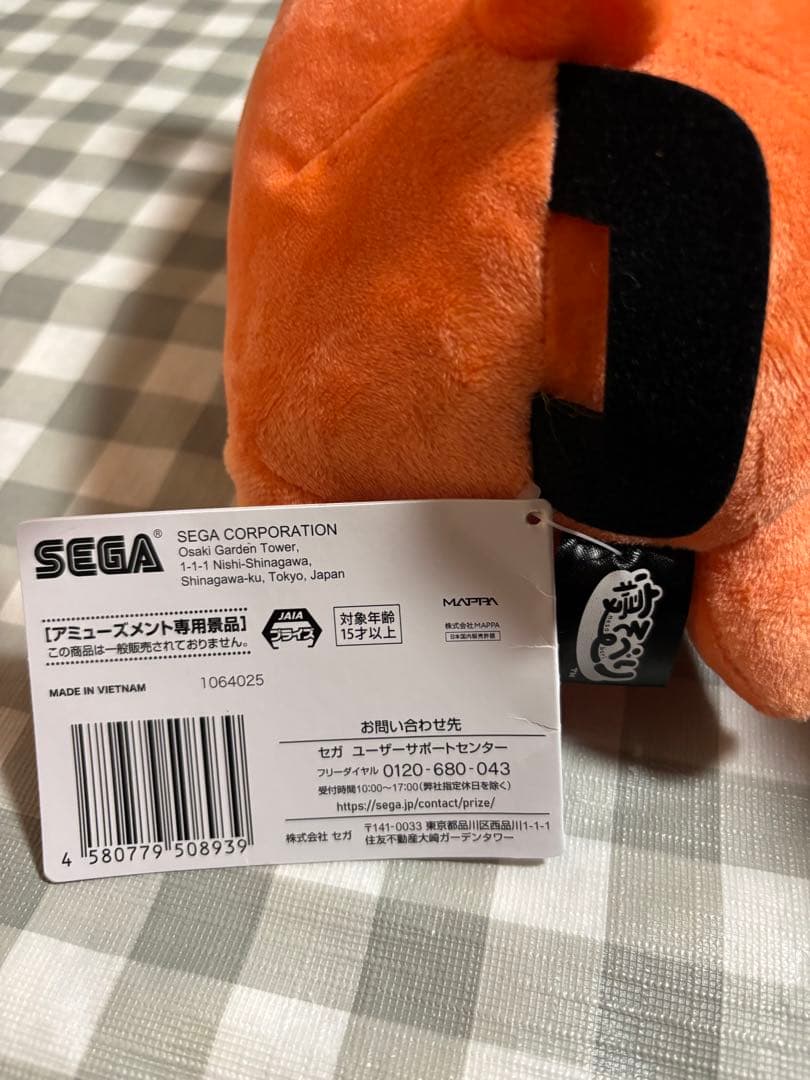 SEGA®
SEGA CORPORATION
Osaki Garden Tower,
1-1-1 Nishi-Shinagawa,
Shinagawa-ku, Tokyo, Japan
[アミューズメント専用景品]
この商品は一般販売されておりません。
JAIA
プライズ
対象年齢
15才以上
MAPPA
株式会社MAPPA
日本国内販売許諾
MADE IN VIETNAM
1064025
お問い合わせ先
セガ ユーザーサポートセンター
フリーダイヤル 0120-680-043
受付時間10:00〜17:00(弊社指定休日を除く)
https://sega.jp/contact/prize/
株式会社 セガ
〒141-0033 東京都品川区西品川1-1-1
住友不動産大崎ガーデンタワー
4 580779 508939
寝そべり
TM